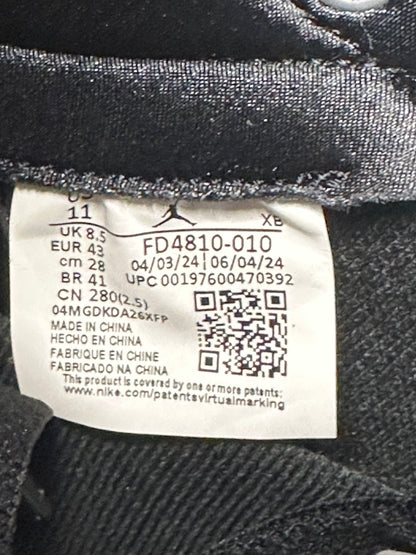 US
11
XB
UK 8,5
EUR 43
FD4810-010
cm 28
04/03/24 | 06/04/24
BR 41
UPC 00197600470392
CN 280(2.5)
04MGDKDA26XFP
MADE IN CHINA
HECHO EN CHINA
FABRIQUE EN CHINE
FABRICADO NA CHINA
This product is covered by one or more patents:
www.nike.com/patentsvirtualmarking